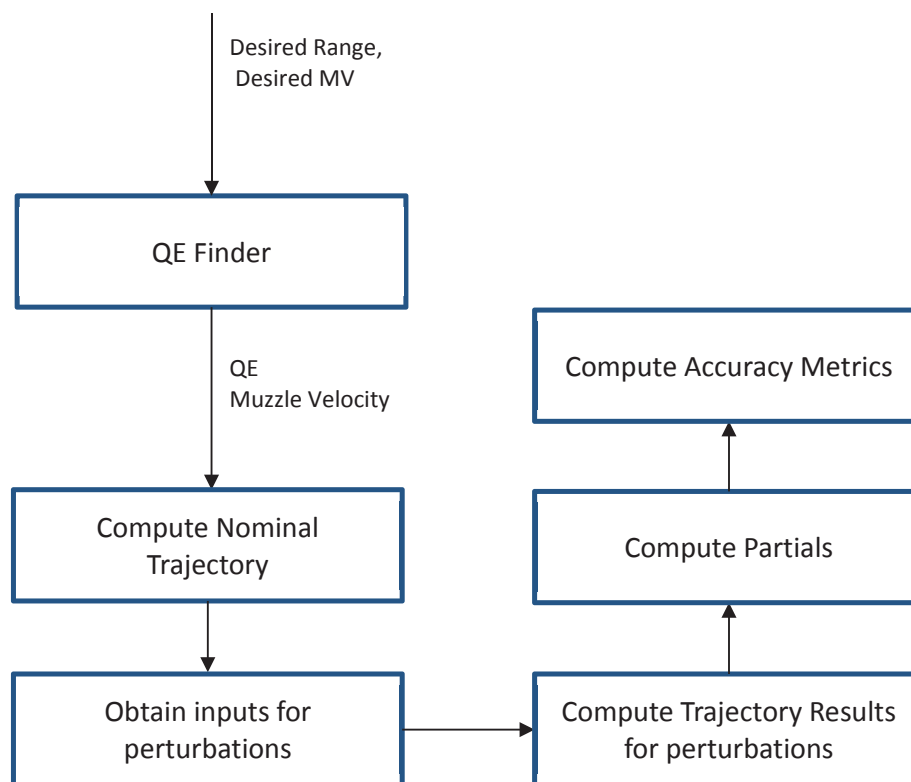 Desired Range,
Desired MV
QE Finder
QE
Muzzle Velocity
Compute Nominal
Trajectory
Obtain inputs for
perturbations
Compute Trajectory Results
for perturbations
Compute Partials
Compute Accuracy Metrics